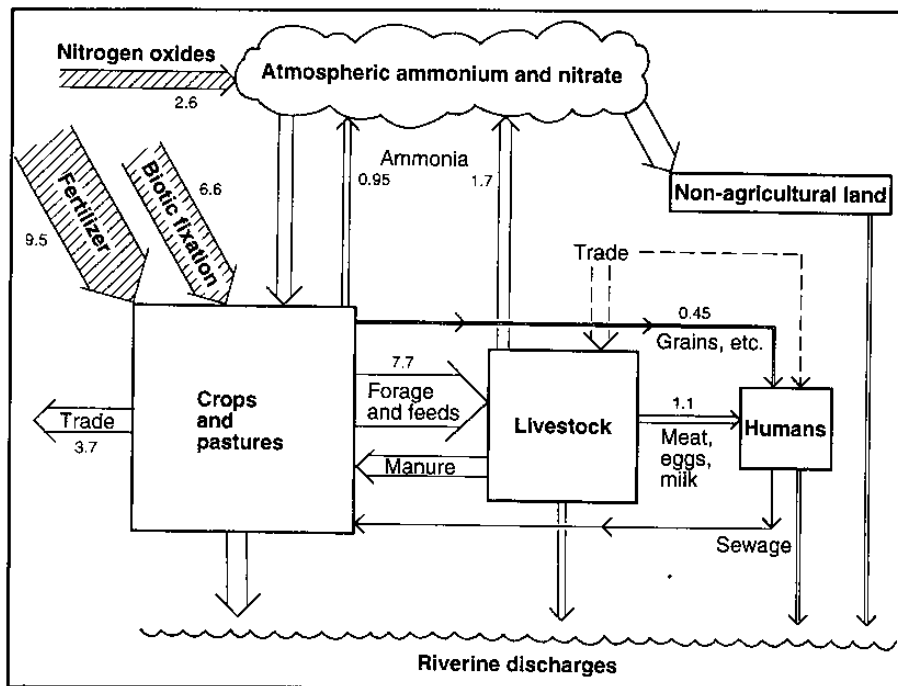 Nitrogen oxides
2.6
Atmospheric ammonium and nitrate
Fertilizer
9.5
Biotic fixation
6.6
Ammonia
0.95
1.7
Non-agricultural land
Trade
0.45
Grains, etc.
7.7
Forage
and feeds
Crops
and
pastures
Trade
3.7
Livestock
1.1
Meat,
eggs,
milk
Humans
Manure
Sewage
Riverine discharges